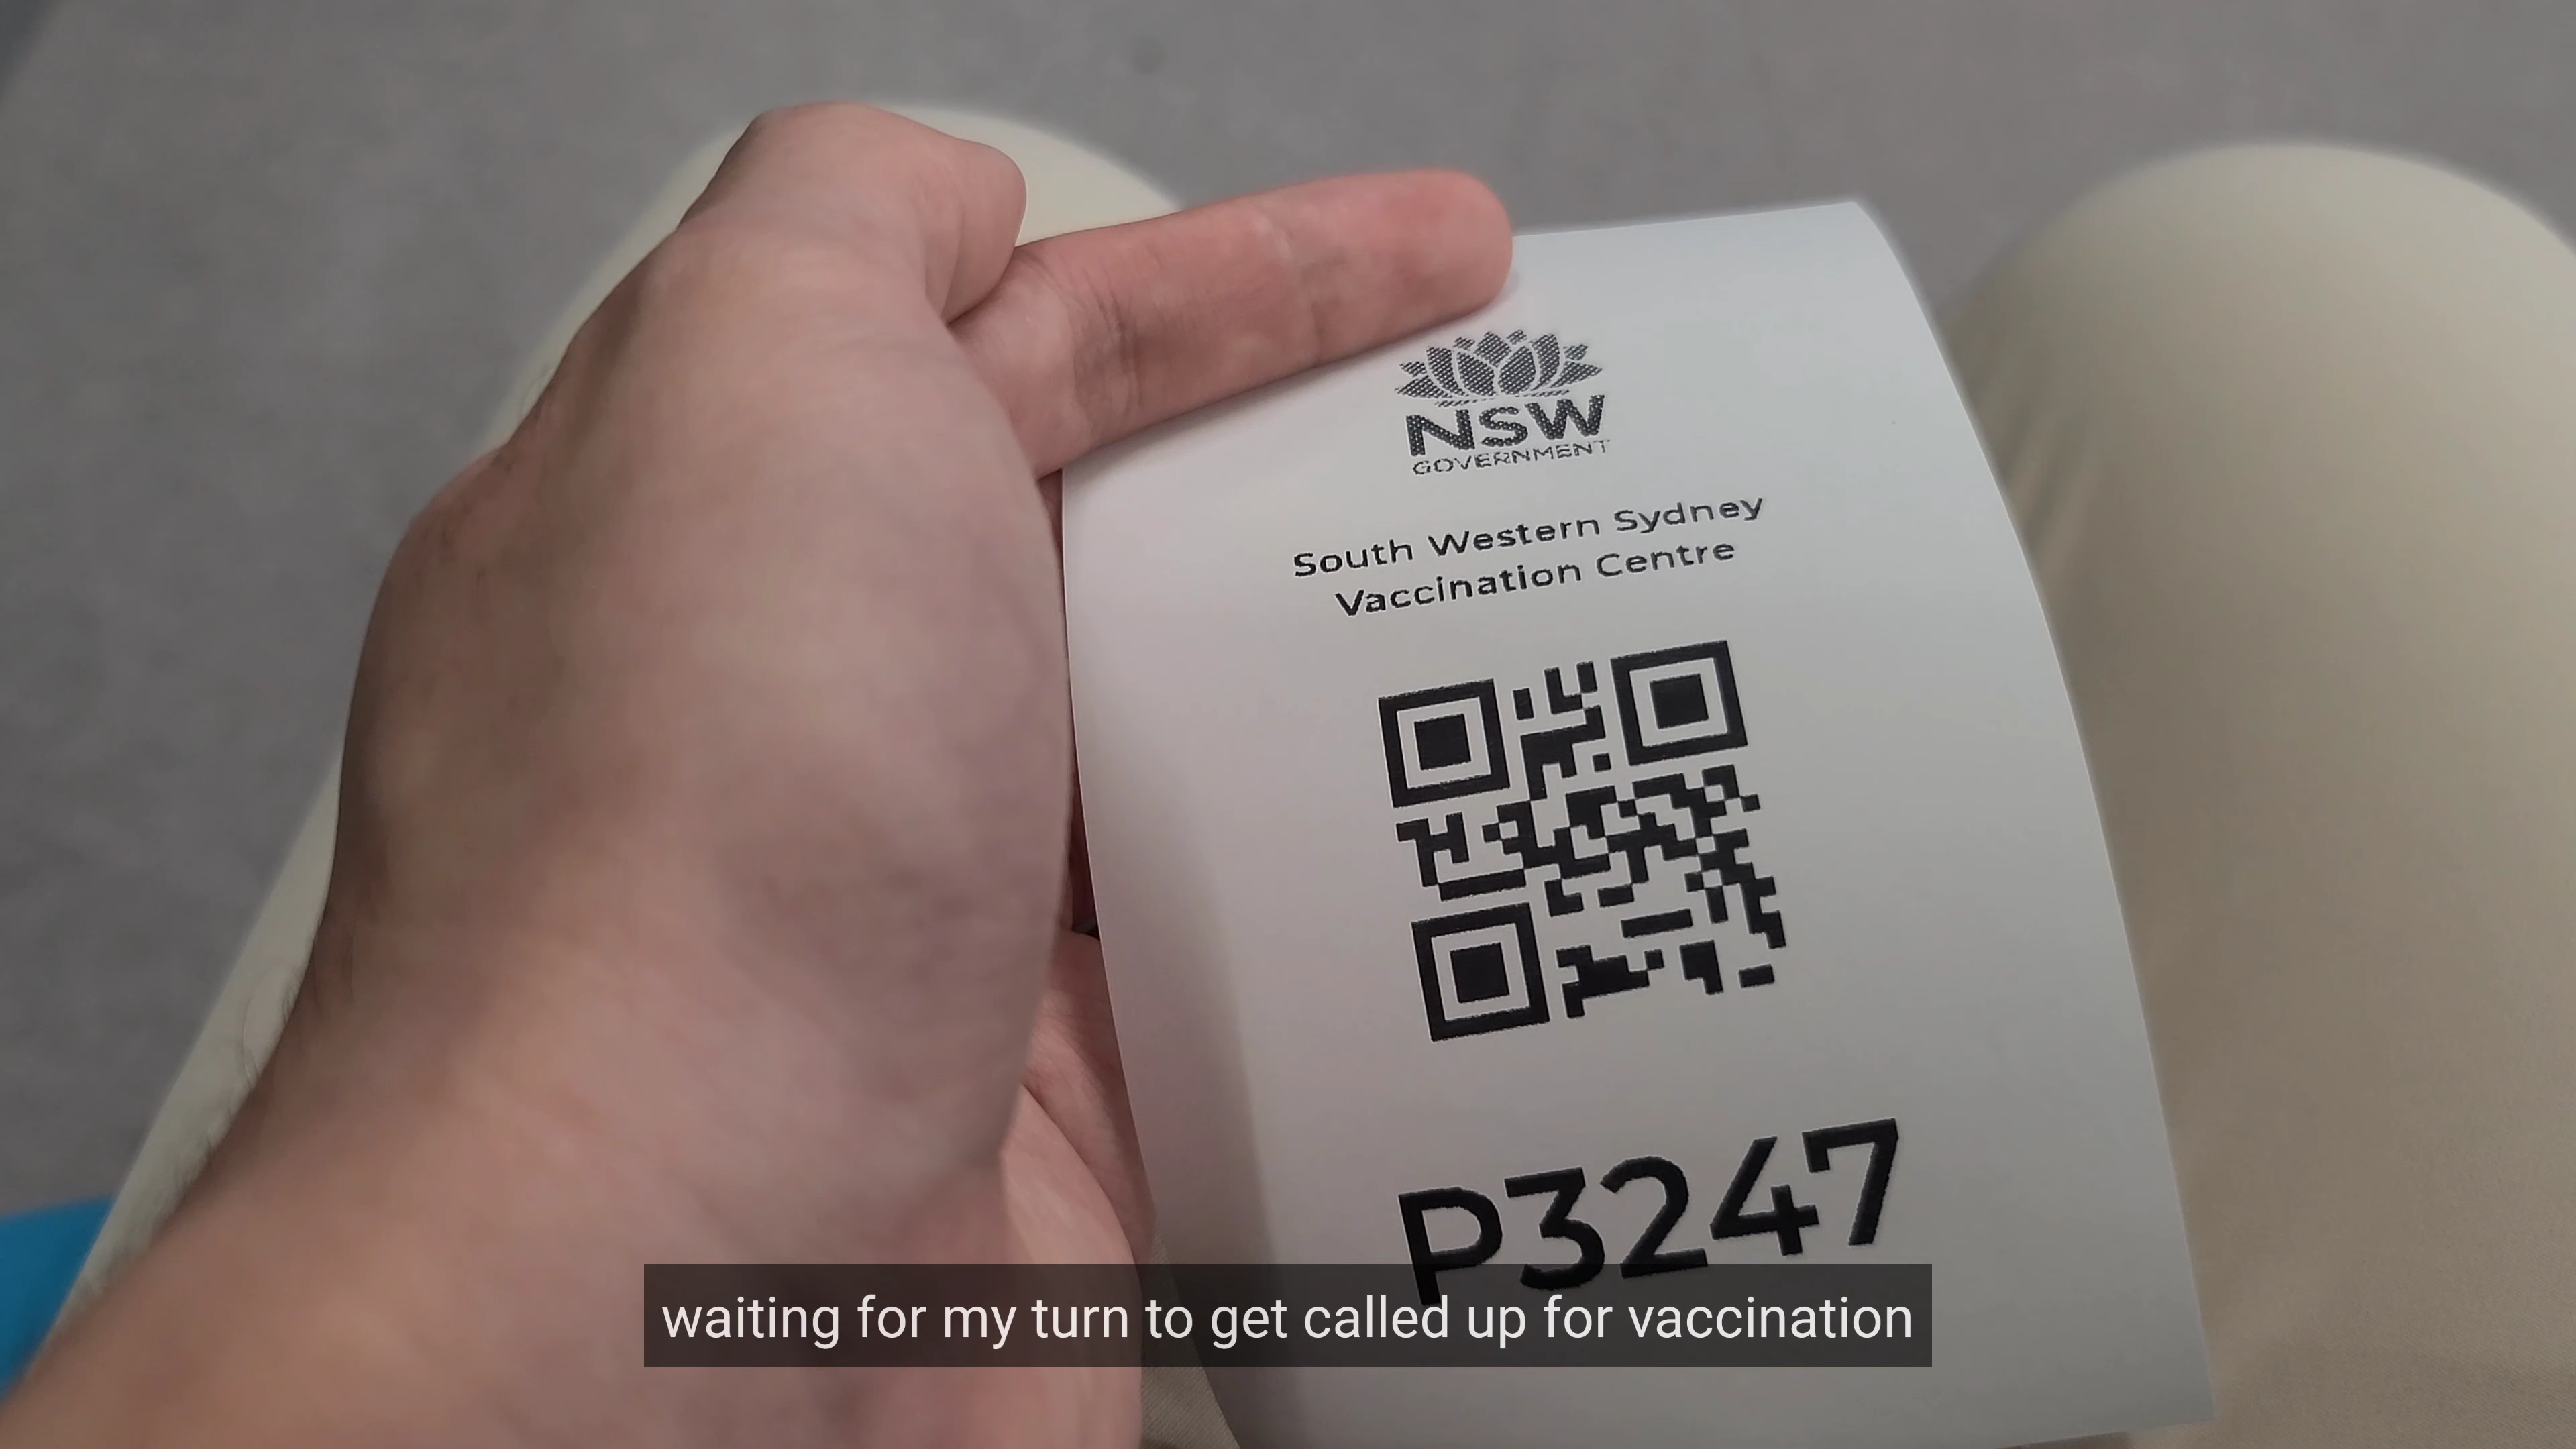 NSW
GOVERNMENT
South Western Sydney
Vaccination Centre
P3247
waiting for my turn to get called up for vaccination